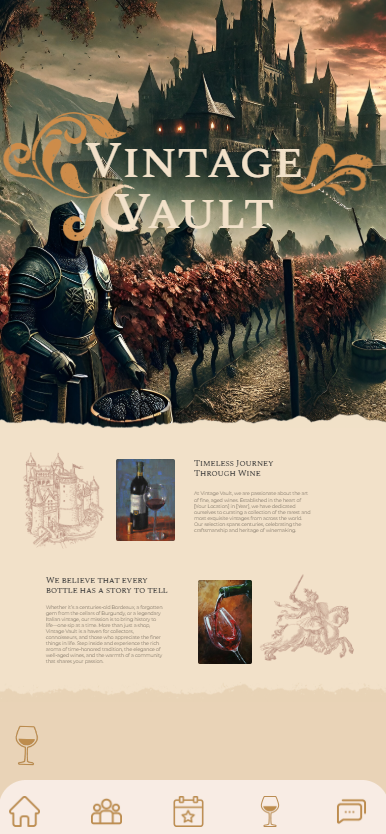 VINTAGE
VAULT
TIMELESS JOURNEY
THROUGH WINE
At Vintage Vault, we are passionate about the art
of fine, aged wines. Established in the heart of
[Your Location] in [Year], we have dedicated
ourselves to curating a collection of the rarest and
most exquisite vintages from across the world.
Our selection spans centuries, celebrating the
craftsmanship and heritage of winemaking.
WE BELIEVE THAT EVERY
BOTTLE HAS A STORY TO TELL
Whether it's a centuries-old Bordeaux, a forgotten
gem from the cellars of Burgundy, or a legendary
Italian vintage, our mission is to bring history to
life—one sip at a time. More than just a shop,
Vintage Vault is a haven for collectors,
connoisseurs, and those who appreciate the finer
things in life. Step inside and experience the rich
aroma of time-honored tradition, the elegance of
well-aged wines, and the warmth of a community
that shares your passion.